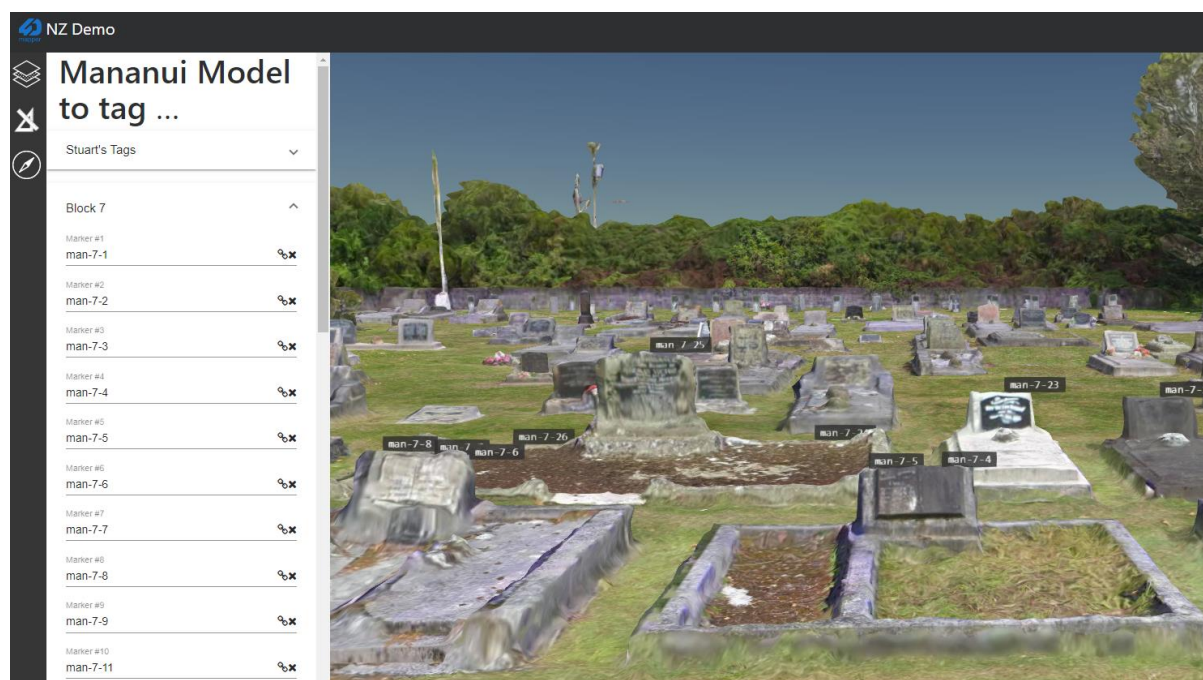 mapper
NZ Demo
Mananui Model
to tag ...
Stuart's Tags
Block 7
Marker #1
man-7-1
Marker #2
man-7-2
Marker #3
man-7-3
Marker #4
man-7-4
Marker #5
man-7-5
Marker #6
man-7-6
Marker #7
man-7-7
Marker #8
man-7-8
Marker #9
man-7-9
Marker #10
man-7-11
man-7-25
man-7-23
man-7-
man-7-8
man-7-6
man-7-26
man-7-5
man-7-4